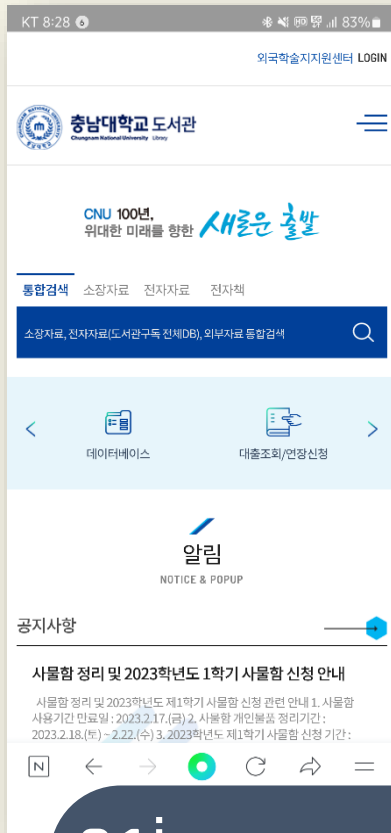 KT 8:28 83%
외국학술지지원센터 LOGIN
충남대학교 도서관
Chungnam National University Library
CNU 100년,
위대한 미래를 향한 새로운 출발
통합검색 소장자료 전자자료 전자책
소장자료, 전자자료(도서관구독 전체DB), 외부자료 통합검색
데이터베이스 대출조회/연장신청
알림
NOTICE & POPUP
공지사항
사물함 정리 및 2023학년도 1학기 사물함 신청 안내
사물함 정리 및 2023학년도 제1학기 사물함 신청 관련 안내 1. 사물함
사용기간 만료일 : 2023.2.17.(금) 2. 사물함 개인물품 정리기간 :
2023.2.18.(토) ~ 2.22.(수) 3. 2023학년도 제1학기 사물함 신청 기간 :
N